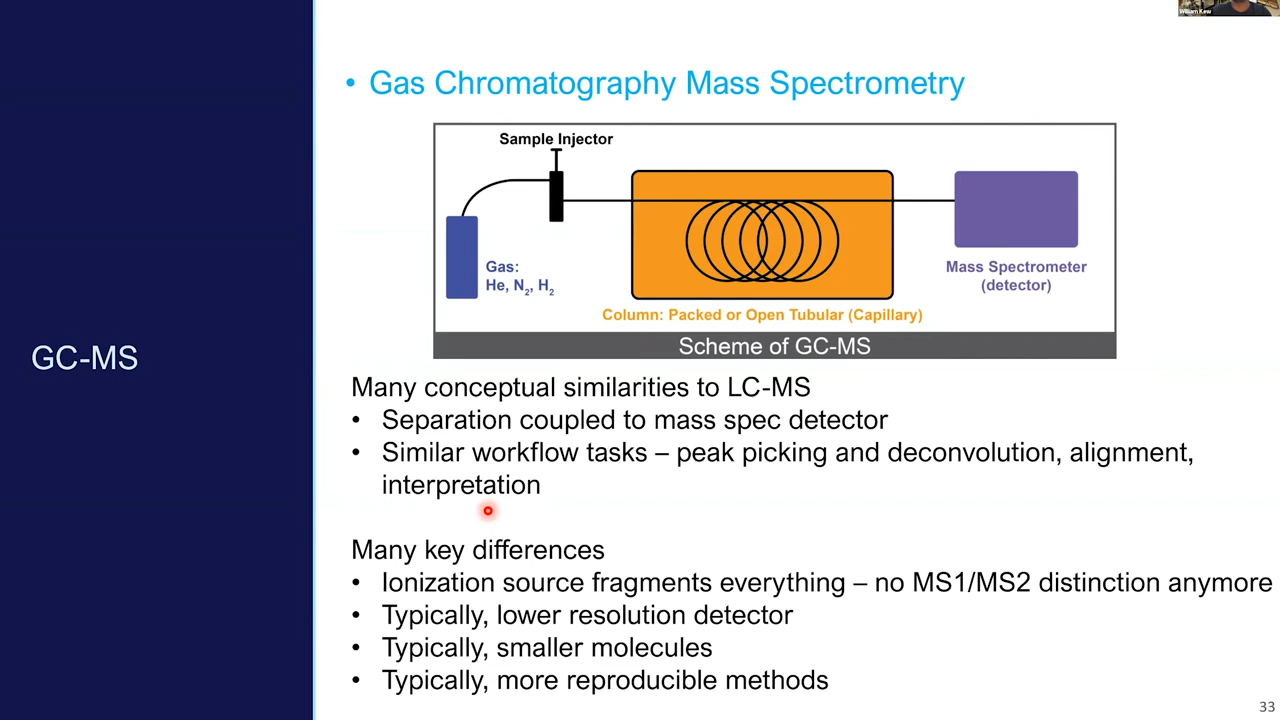 William Kew
• Gas Chromatography Mass Spectrometry
Sample Injector
Gas:
He, N2, H2
Mass Spectrometer
(detector)
Column: Packed or Open Tubular (Capillary)
Scheme of GC-MS
GC-MS
Many conceptual similarities to LC-MS
• Separation coupled to mass spec detector
• Similar workflow tasks – peak picking and deconvolution, alignment,
interpretation
Many key differences
• Ionization source fragments everything – no MS1/MS2 distinction anymore
• Typically, lower resolution detector
• Typically, smaller molecules
• Typically, more reproducible methods
33